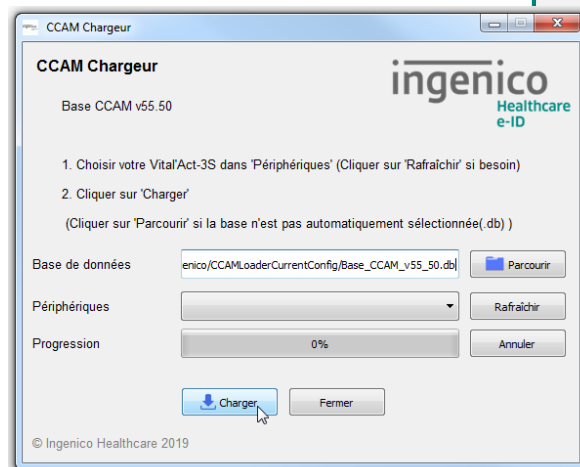 CCAM Chargeur
CCAM Chargeur
ingenico
Healthcare
e-ID
Base CCAM v55.50
1. Choisir votre Vital'Act-3S dans 'Périphériques' (Cliquer sur 'Rafraîchir' si besoin)
2. Cliquer sur 'Charger'
(Cliquer sur 'Parcourir' si la base n'est pas automatiquement sélectionnée(.db) )
Base de données enico/CCAMLoaderCurrentConfig/Base_CCAM_v55_50.db Parcourir
Périphériques Rafraîchir
Progression 0% Annuler
Charger Fermer
© Ingenico Healthcare 2019